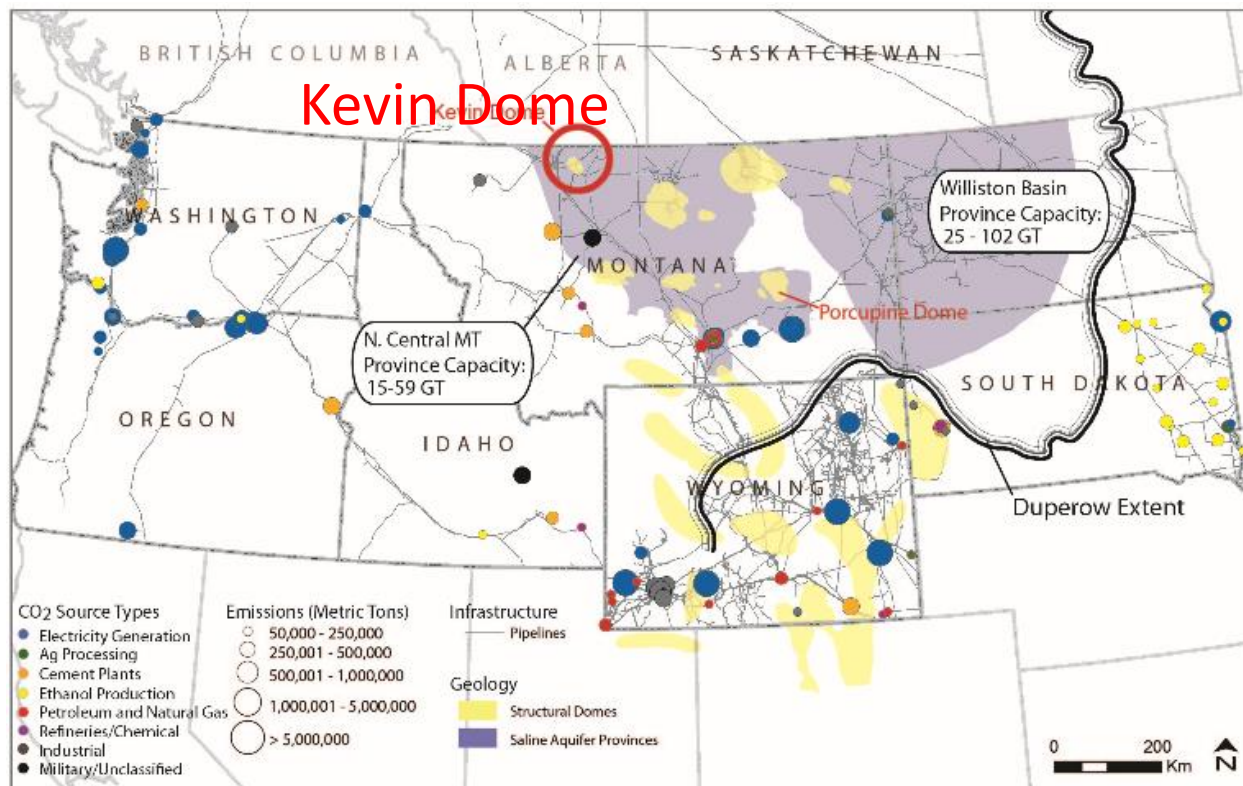 BRITISH COLUMBIA
ALBERTA
SASKATCHEWAN
Kevin Dome
Kevin Dome
WASHINGTON
MONTANA
Williston Basin
Province Capacity:
25 - 102 GT
Porcupine Dome
N. Central MT
Province Capacity:
15-59 GT
OREGON
IDAHO
WYOMING
SOUTH DAKOTA
Duperow Extent
CO2 Source Types
Electricity Generation
Ag Processing
Cement Plants
Ethanol Production
Petroleum and Natural Gas
Refineries/Chemical
Industrial
Military/Unclassified
Emissions (Metric Tons)
50,000 - 250,000
250,001 - 500,000
500,001 - 1,000,000
1,000,001 - 5,000,000
> 5,000,000
Infrastructure
Pipelines
Geology
Structural Domes
Saline Aquifer Provinces
0 200
Km
N